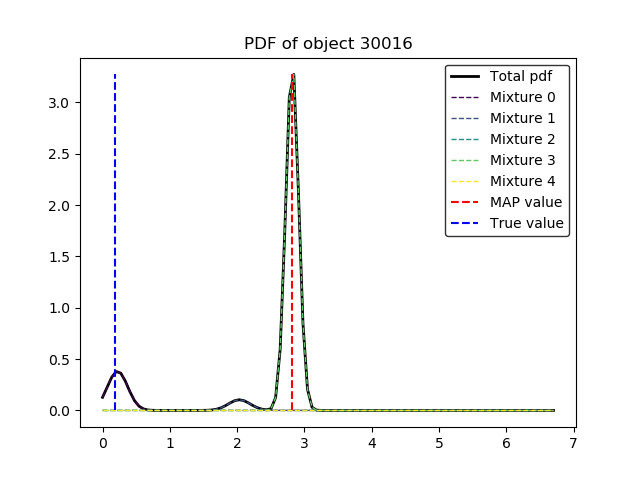 PDF of object 30016
Total pdf
Mixture 0
Mixture 1
Mixture 2
Mixture 3
Mixture 4
MAP value
True value
3.0
2.5
2.0
1.5
1.0
0.5
0.0
0 1 2 3 4 5 6 7